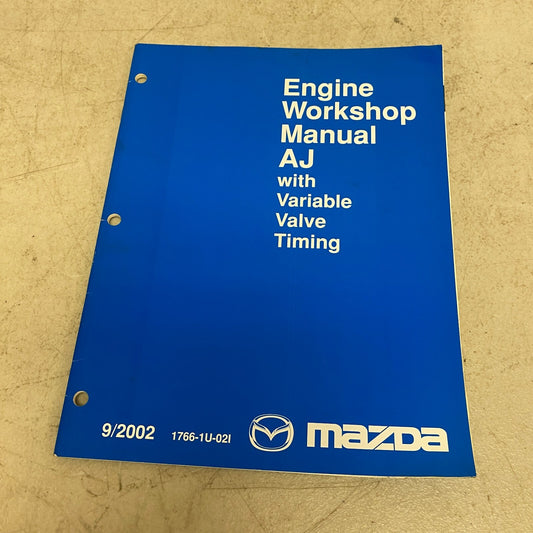 Engine
Workshop
Manual
AJ
with
Variable
Valve
Timing
9/2002 1766-1U-02I mazda